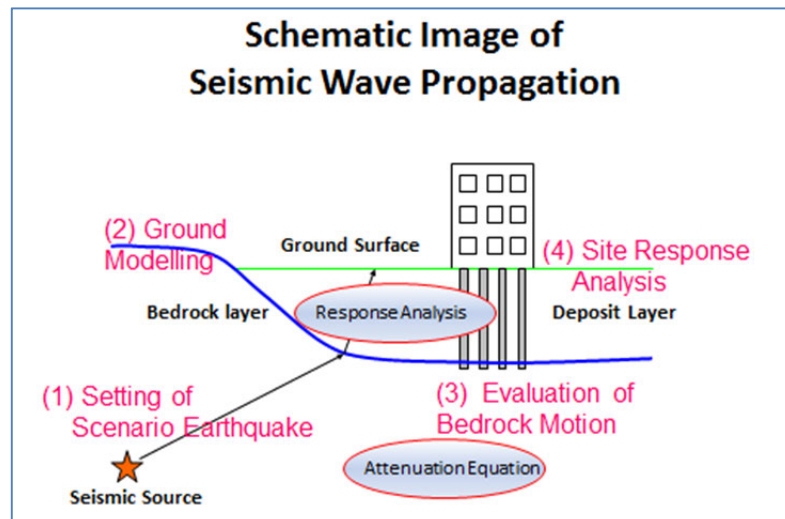 Schematic Image of
Seismic Wave Propagation
(2) Ground
Modelling
Ground Surface
(4) Site Response
Analysis
Bedrock layer
Response Analysis
Deposit Layer
(1) Setting of
Scenario Earthquake
(3) Evaluation of
Bedrock Motion
Attenuation Equation
Seismic Source